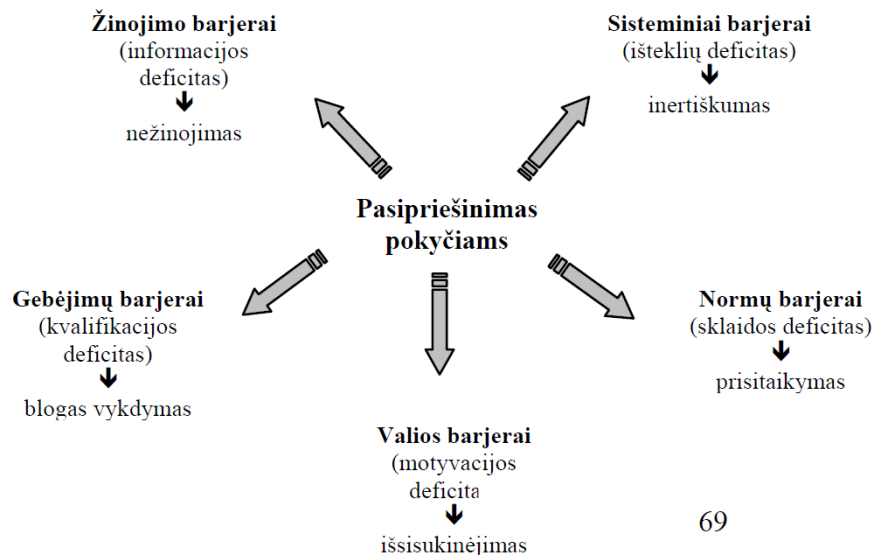 Žinojimo barjerai
(informacijos
deficitas)
🡻
nežinojimas
Sisteminiai barjerai
(išteklių deficitas)
🡻
inertiškumas
Pasipriešinimas
pokyčiams
Gebėjimų barjerai
(kvalifikacijos
deficitas)
🡻
blogas vykdymas
Normų barjerai
(sklaidos deficitas)
🡻
prisitaikymas
Valios barjerai
(motyvacijos
deficita
🡻
išsisukinėjimas
69